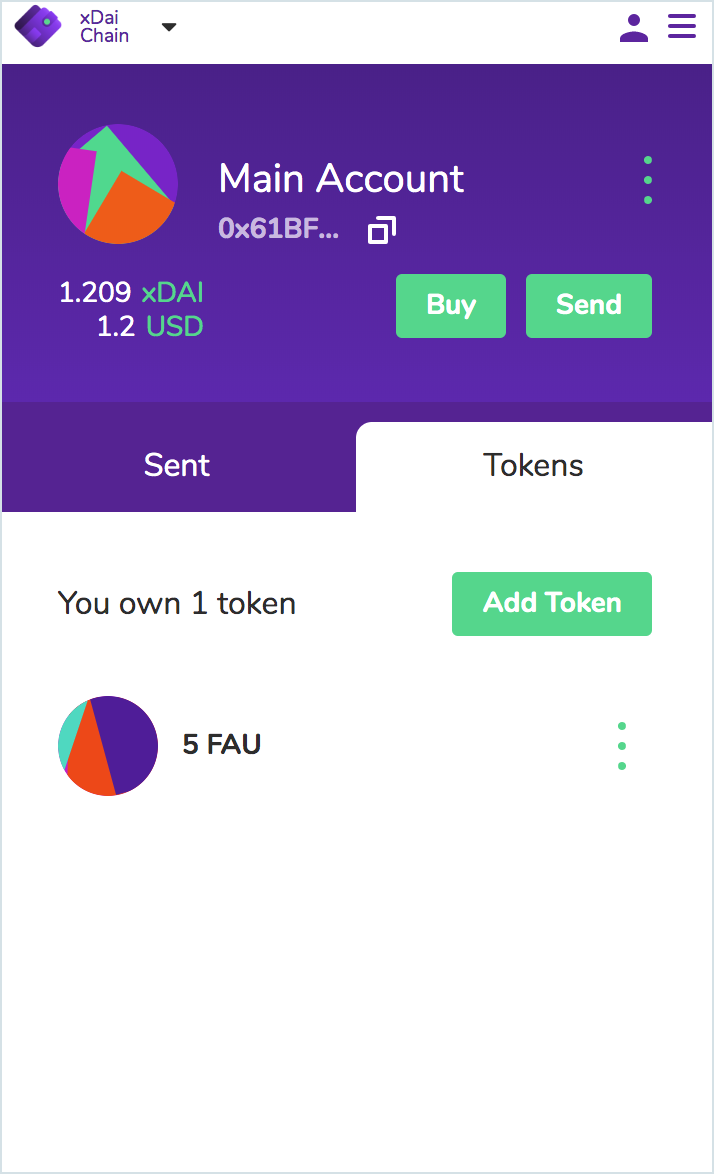 xDai
Chain
Main Account
0x61BF...
1.209 xDAI
1.2 USD
Buy
Send
Sent
Tokens
You own 1 token
Add Token
5 FAU